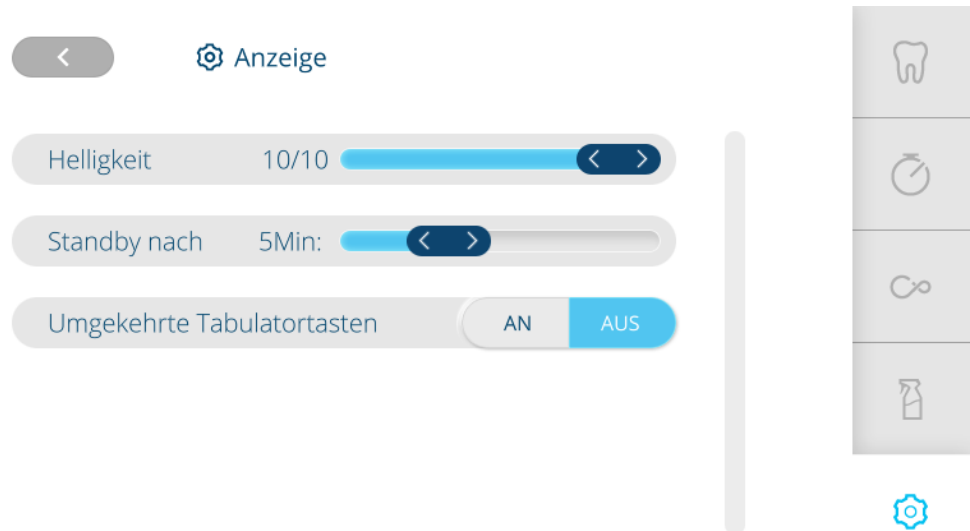 Anzeige
Helligkeit 10/10
Standby nach 5Min:
Umgekehrte Tabulatortasten AN AUS